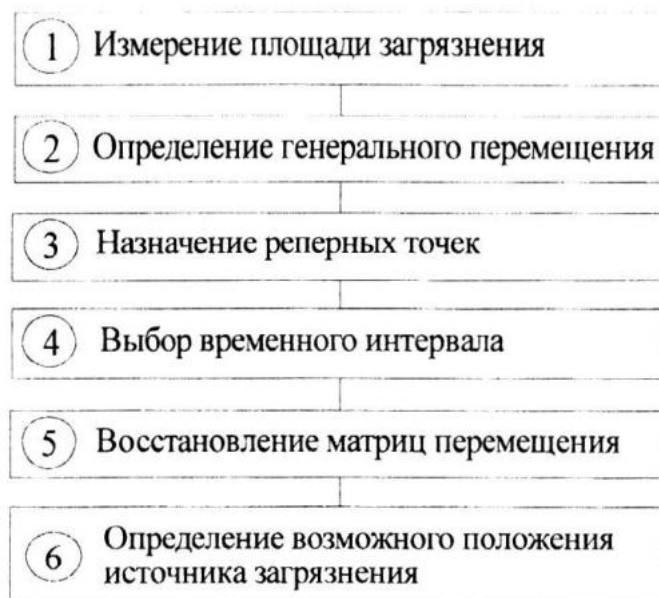 1 Измерение площади загрязнения
2 Определение генерального перемещения
3 Назначение реперных точек
4 Выбор временного интервала
5 Восстановление матриц перемещения
6 Определение возможного положения
источника загрязнения